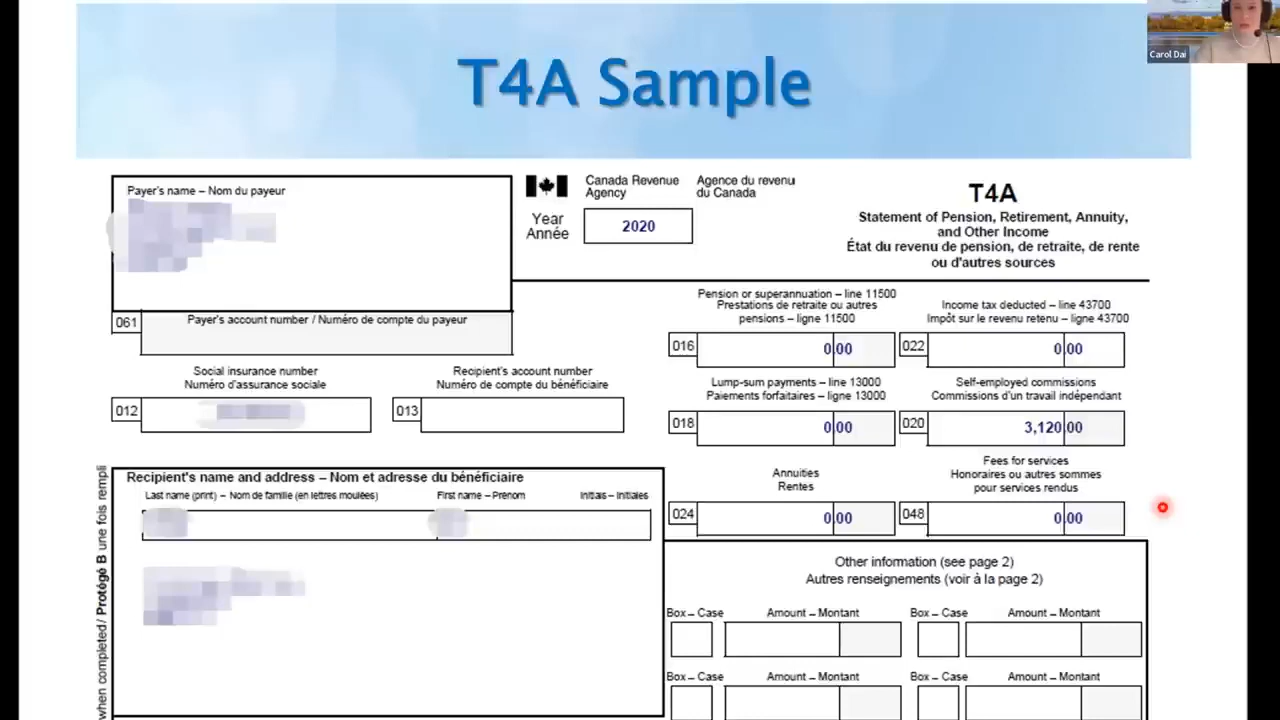 Carol Dai
T4A Sample
Payer's name – Nom du payeur
Canada Revenue
Agency
Agence du revenu
du Canada
Year
Année
2020
T4A
Statement of Pension, Retirement, Annuity,
and Other Income
État du revenu de pension, de retraite, de rente
ou d'autres sources
061
Payer's account number / Numéro de compte du payeur
Pension or superannuation – line 11500
Prestations de retraite ou autres
pensions – ligne 11500
016
0.00
Income tax deducted – line 43700
Impôt sur le revenu retenu – ligne 43700
022
0.00
Social insurance number
Numéro d'assurance sociale
012
Recipient's account number
Numéro de compte du bénéficiaire
013
Lump-sum payments – line 13000
Paiements forfaitaires – ligne 13000
018
0.00
Self-employed commissions
Commissions d'un travail indépendant
020
3,120.00
Annuities
Rentes
024
0.00
Fees for services
Honoraires ou autres sommes
pour services rendus
048
0.00
when completed / Protégé B une fois rempli
Recipient's name and address – Nom et adresse du bénéficiaire
Last name (print) – Nom de famille (en lettres moulées)
First name – Prénom
Initials – Initiales
Other information (see page 2)
Autres renseignements (voir à la page 2)
Box – Case
Amount – Montant
Box – Case
Amount – Montant
Box – Case
Amount – Montant
Box – Case
Amount – Montant